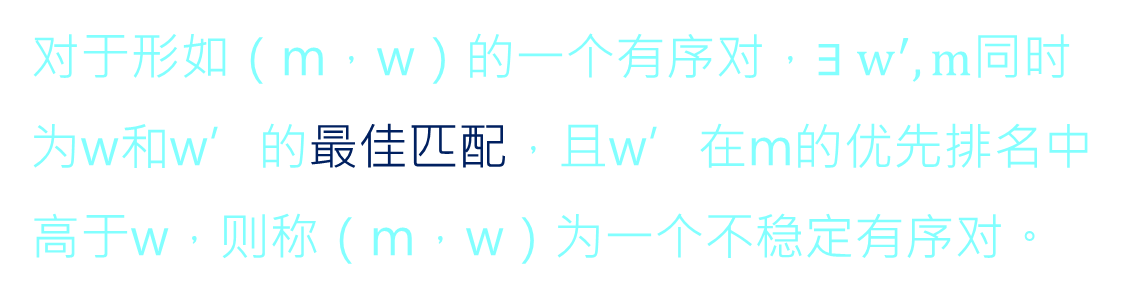 对于形如（m，w）的一个有序对，∃ w′, m同时
为w和w′ 的最佳匹配，且w′ 在m的优先排名中
高于w，则称（m，w）为一个不稳定有序对。